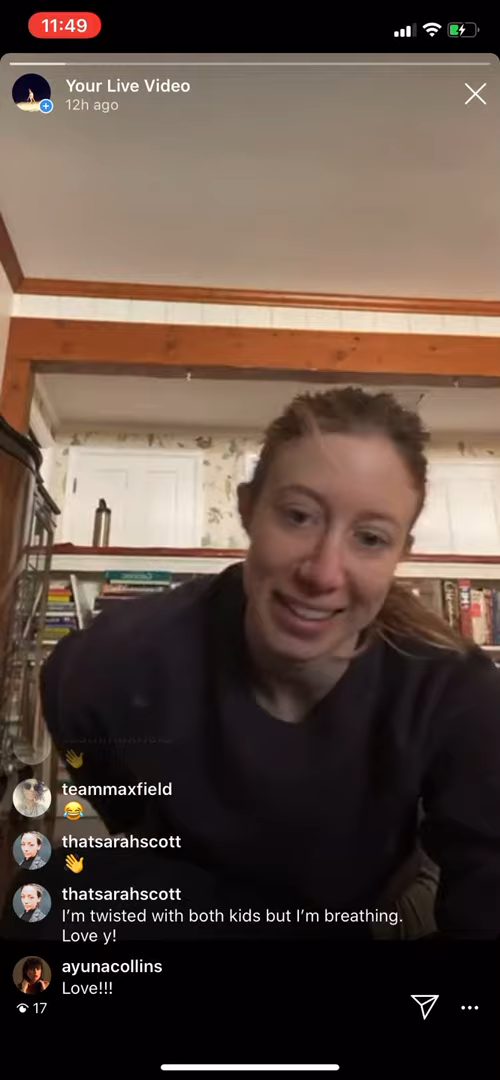 11:49
Your Live Video
12h ago
teammaxfield
😂
thatsarahscott
👋
thatsarahscott
I'm twisted with both kids but I'm breathing.
Love y!
ayunacollins
Love!!!
17